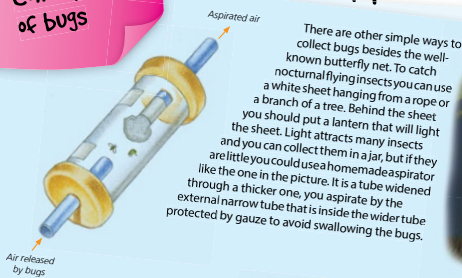 of bugs
Aspirated air
There are other simple ways to
collect bugs besides the well-
known butterfly net. To catch
nocturnal flying insects you can use
a white sheet hanging from a rope or
a branch of a tree. Behind the sheet
you should put a lantern that will light
the sheet. Light attracts many insects
and you can collect them in a jar, but if they
are little you could use a homemade aspirator
like the one in the picture. It is a tube widened
through a thicker one, you aspirate by the
external narrow tube that is inside the wider tube
protected by gauze to avoid swallowing the bugs.
Air released
by bugs